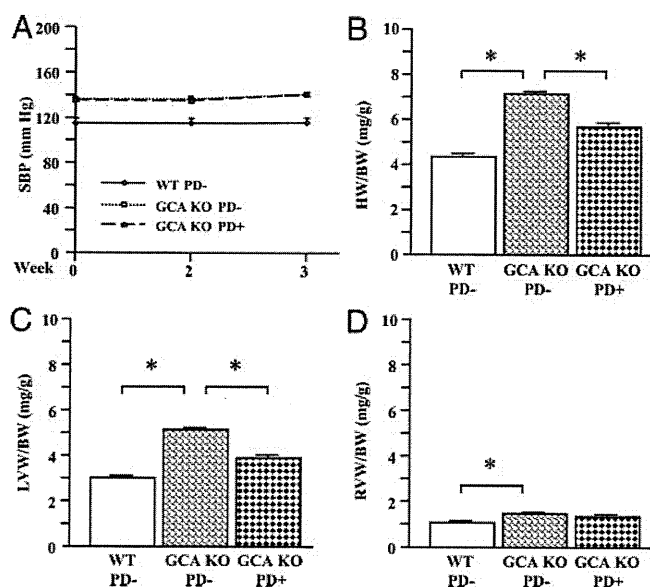 A
200
160
120
80
40
0
SBP (mm Hg)
WT PD-
GCA KO PD-
GCA KO PD+
Week
0
2
3
B
10
8
6
4
2
0
HW/BW (mg/g)
*
*
WT
PD-
GCA KO
PD-
GCA KO
PD+
C
10
8
6
4
2
0
LVW/BW (mg/g)
*
*
WT
PD-
GCA KO
PD-
GCA KO
PD+
D
10
8
6
4
2
0
RVW/BW (mg/g)
*
WT
PD-
GCA KO
PD-
GCA KO
PD+